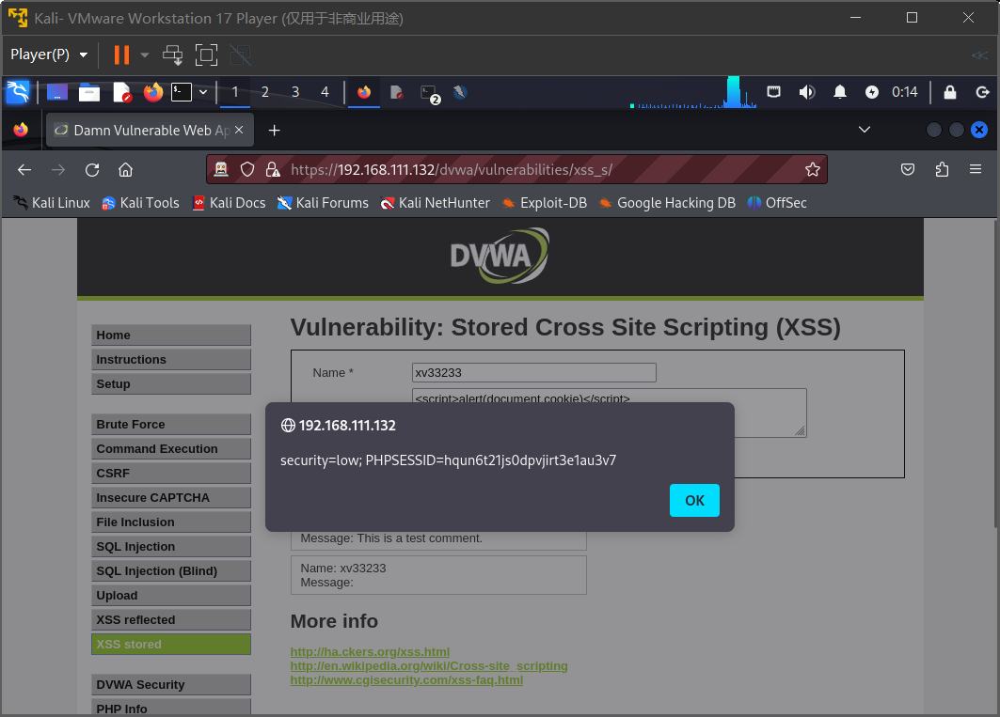 Kali- VMware Workstation 17 Player (仅用于非商业用途)
Player(P)
1 2 3 4 2 0:14
Damn Vulnerable Web Ap
https://192.168.111.132/dvwa/vulnerabilities/xss_s/
Kali Linux Kali Tools Kali Docs Kali Forums Kali NetHunter Exploit-DB Google Hacking DB OffSec
DVWA
Home
Instructions
Setup
Brute Force
Command Execution
CSRF
Insecure CAPTCHA
File Inclusion
SQL Injection
SQL Injection (Blind)
Upload
XSS reflected
XSS stored
DVWA Security
PHP Info
Vulnerability: Stored Cross Site Scripting (XSS)
Name * xv33233
<script>alert(document.cookie)</script>
192.168.111.132
security=low; PHPSESSID=hqun6t21js0dpvjirt3e1au3v7
OK
Message: This is a test comment.
Name: xv33233
Message:
More info
http://ha.ckers.org/xss.html
http://en.wikipedia.org/wiki/Cross-site_scripting
http://www.cgisecurity.com/xss-faq.html